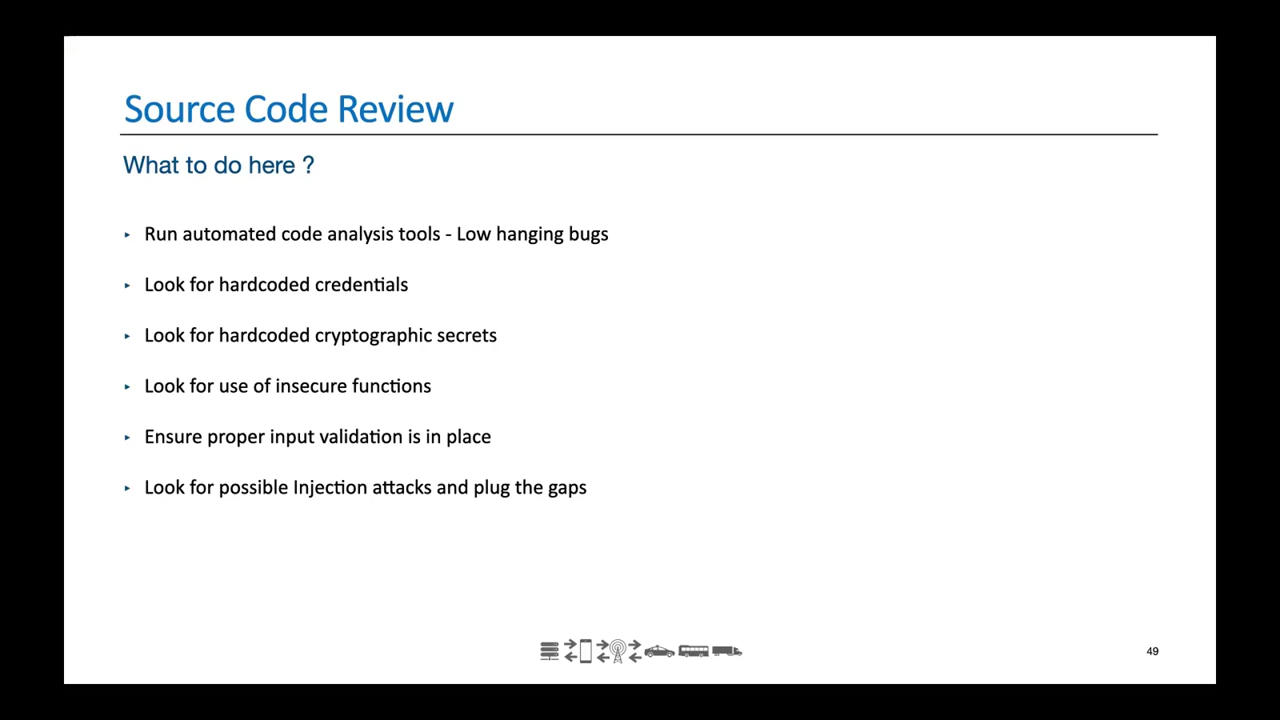 Source Code Review
What to do here ?
‣ Run automated code analysis tools - Low hanging bugs
‣ Look for hardcoded credentials
‣ Look for hardcoded cryptographic secrets
‣ Look for use of insecure functions
‣ Ensure proper input validation is in place
‣ Look for possible Injection attacks and plug the gaps
49